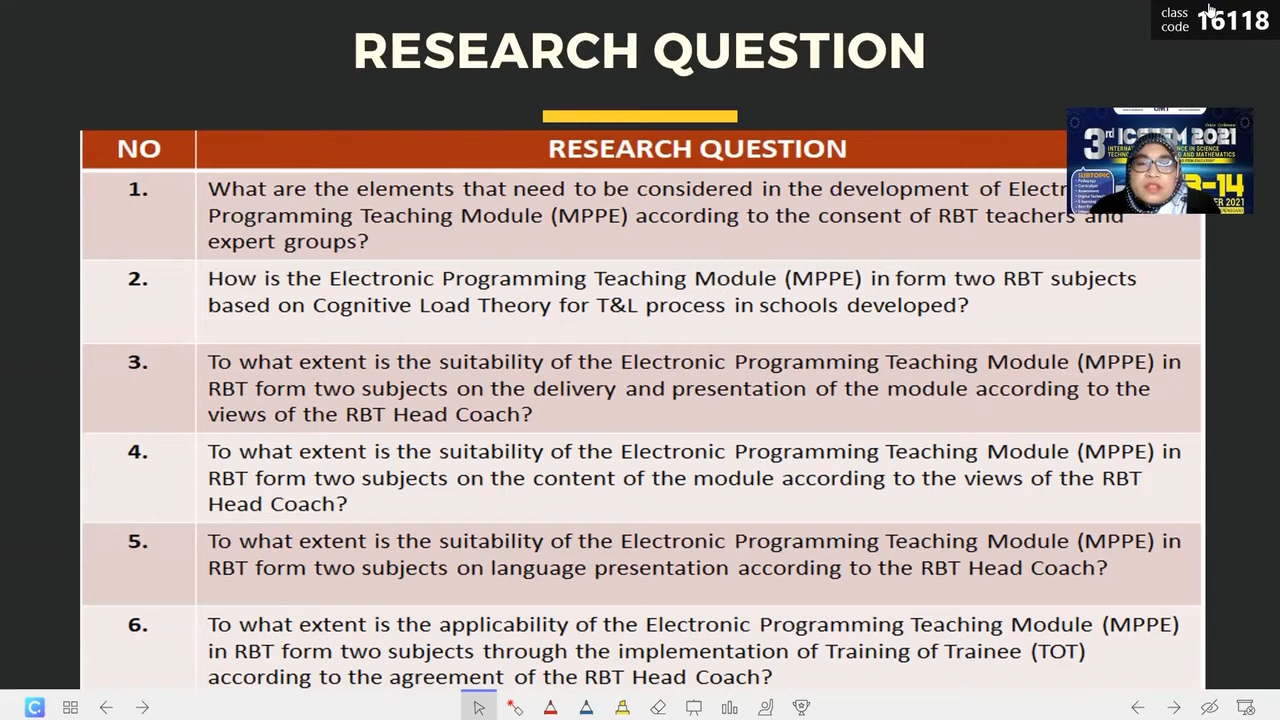 class
code 16118
RESEARCH QUESTION
NO RESEARCH QUESTION
1. What are the elements that need to be considered in the development of
Programming Teaching Module (MPPE) according to the consent of RBT teachers and
expert groups?
2. How is the Electronic Programming Teaching Module (MPPE) in form two RBT subjects
based on Cognitive Load Theory for T&L process in schools developed?
3. To what extent is the suitability of the Electronic Programming Teaching Module (MPPE) in
RBT form two subjects on the delivery and presentation of the module according to the
views of the RBT Head Coach?
4. To what extent is the suitability of the Electronic Programming Teaching Module (MPPE) in
RBT form two subjects on the content of the module according to the views of the RBT
Head Coach?
5. To what extent is the suitability of the Electronic Programming Teaching Module (MPPE) in
RBT form two subjects on language presentation according to the RBT Head Coach?
6. To what extent is the applicability of the Electronic Programming Teaching Module (MPPE)
in RBT form two subjects through the implementation of Training of Trainee (TOT)
according to the agreement of the RBT Head Coach?
3rd 2021
SUBTOPIC
2021